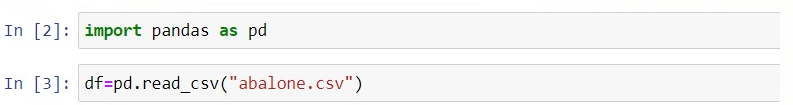 In [2]: import pandas as pd
In [3]: df=pd.read_csv("abalone.csv")